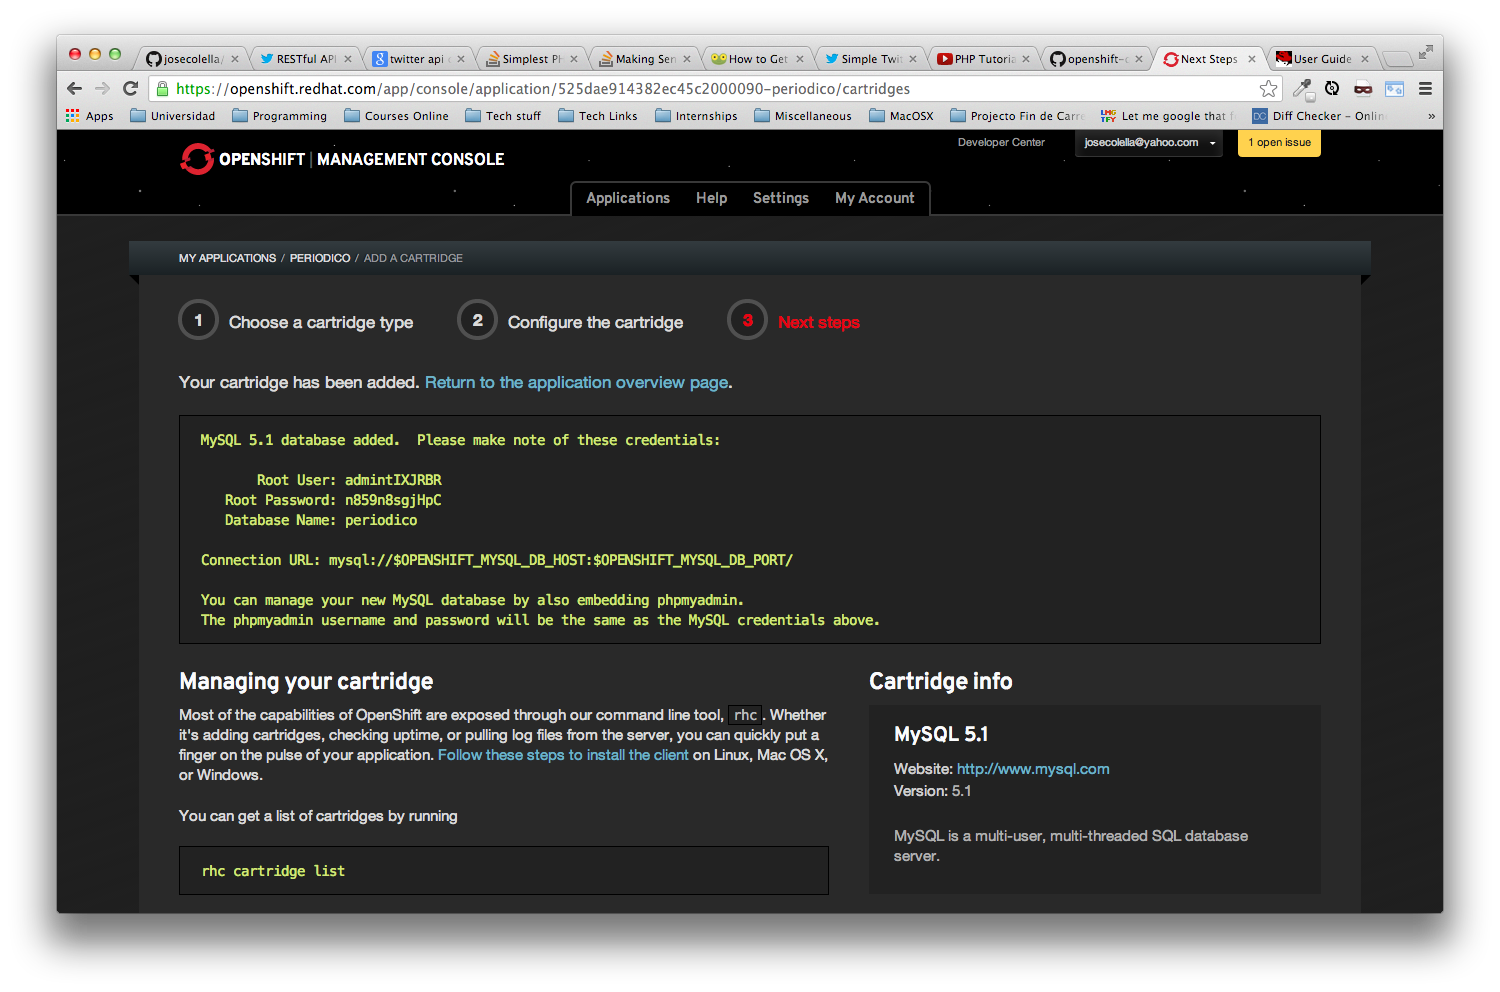 josecolella/
RESTful API
twitter api
Simplest PH
Making Ser
How to Get
Simple Twit
PHP Tutoria
openshift-c
Next Steps
User Guide
https://openshift.redhat.com/app/console/application/525dae914382ec45c2000090-periodico/cartridges
Apps
Universidad
Programming
Courses Online
Tech stuff
Tech Links
Internships
Miscellaneous
MacOSX
Projecto Fin de Carre
LMG TFY
Let me google that f
DC
Diff Checker - Onlin
»
OPENSHIFT | MANAGEMENT CONSOLE
Developer Center
josecolella@yahoo.com
1 open issue
Applications
Help
Settings
My Account
MY APPLICATIONS / PERIODICO / ADD A CARTRIDGE
1 Choose a cartridge type
2 Configure the cartridge
3 Next steps
Your cartridge has been added. Return to the application overview page.
MySQL 5.1 database added. Please make note of these credentials:
Root User: admintIXJRBR
Root Password: n859n8sgjHpC
Database Name: periodico
Connection URL: mysql://$OPENSHIFT_MYSQL_DB_HOST:$OPENSHIFT_MYSQL_DB_PORT/
You can manage your new MySQL database by also embedding phpmyadmin.
The phpmyadmin username and password will be the same as the MySQL credentials above.
Managing your cartridge
Most of the capabilities of OpenShift are exposed through our command line tool, rhc. Whether
it's adding cartridges, checking uptime, or pulling log files from the server, you can quickly put a
finger on the pulse of your application. Follow these steps to install the client on Linux, Mac OS X,
or Windows.
You can get a list of cartridges by running
rhc cartridge list
Cartridge info
MySQL 5.1
Website: http://www.mysql.com
Version: 5.1
MySQL is a multi-user, multi-threaded SQL database
server.